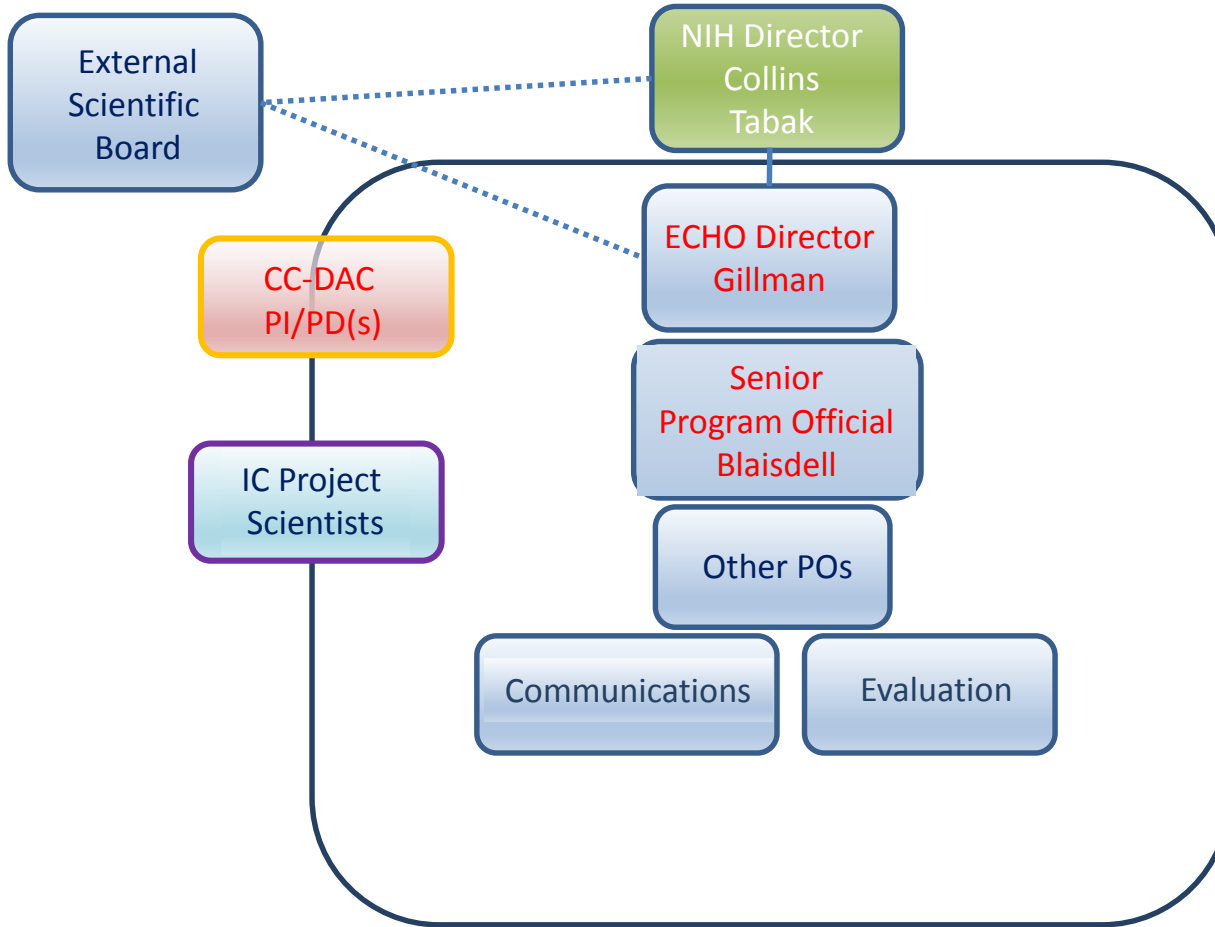 External
Scientific
Board
NIH Director
Collins
Tabak
ECHO Director
Gillman
CC-DAC
PI/PD(s)
Senior
Program Official
Blaisdell
IC Project
Scientists
Other POs
Communications
Evaluation